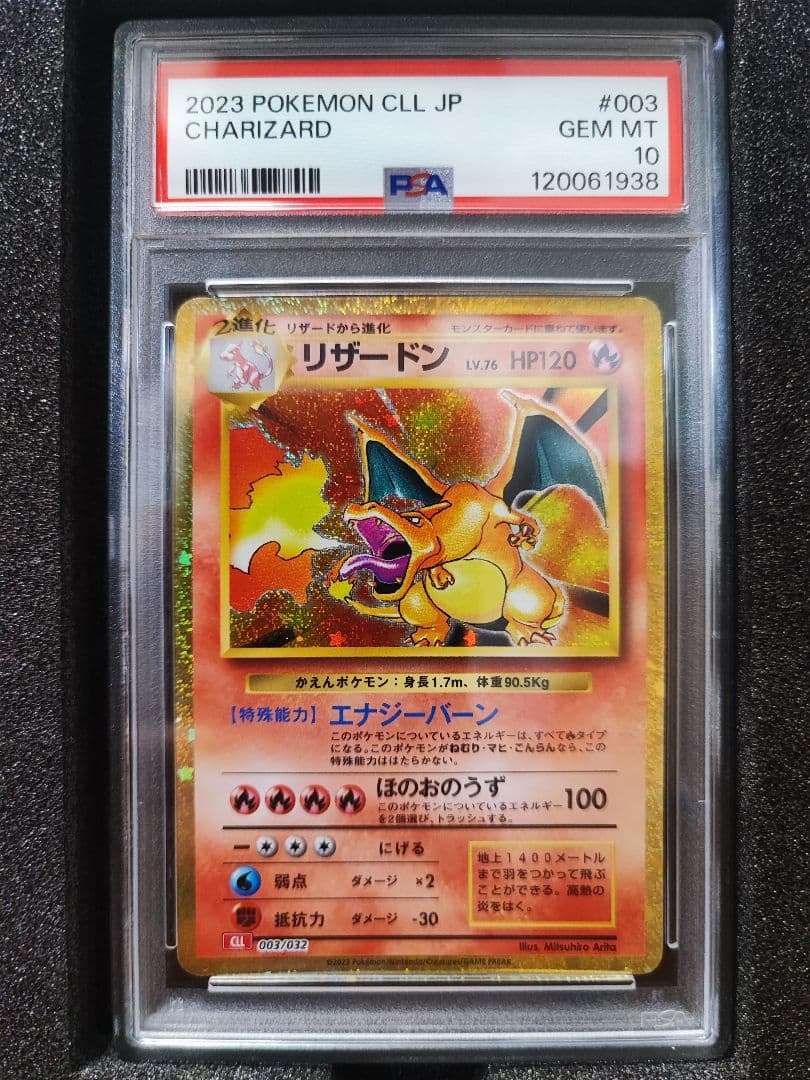 2023 POKEMON CLL JP #003
CHARIZARD GEM MT
10
PSA 120061938
2進化 リザードから進化 モンスターカードに重ねて使います。
リザードン LV.76 HP120
かえんポケモン：身長1.7m、体重90.5Kg
【特殊能力】エナジーバーン
このポケモンについているエネルギーは、すべて🔥タイプ
になる。このポケモンがねむり・マヒ・こんらんなら、この
特殊能力ははたらかない。
ほのおのうず 100
このポケモンについているエネルギー
を2個選び、トラッシュする。
にげる
弱点 ダメージ ×2
抵抗力 ダメージ -30
地上1400メートル
まで羽をつかって飛ぶ
ことができる。高熱の
炎をはく。
CLL 003/032 Illus. Mitsuhiro Arita
©2023 Pokémon/Nintendo/Creatures/GAME FREAK
PSA